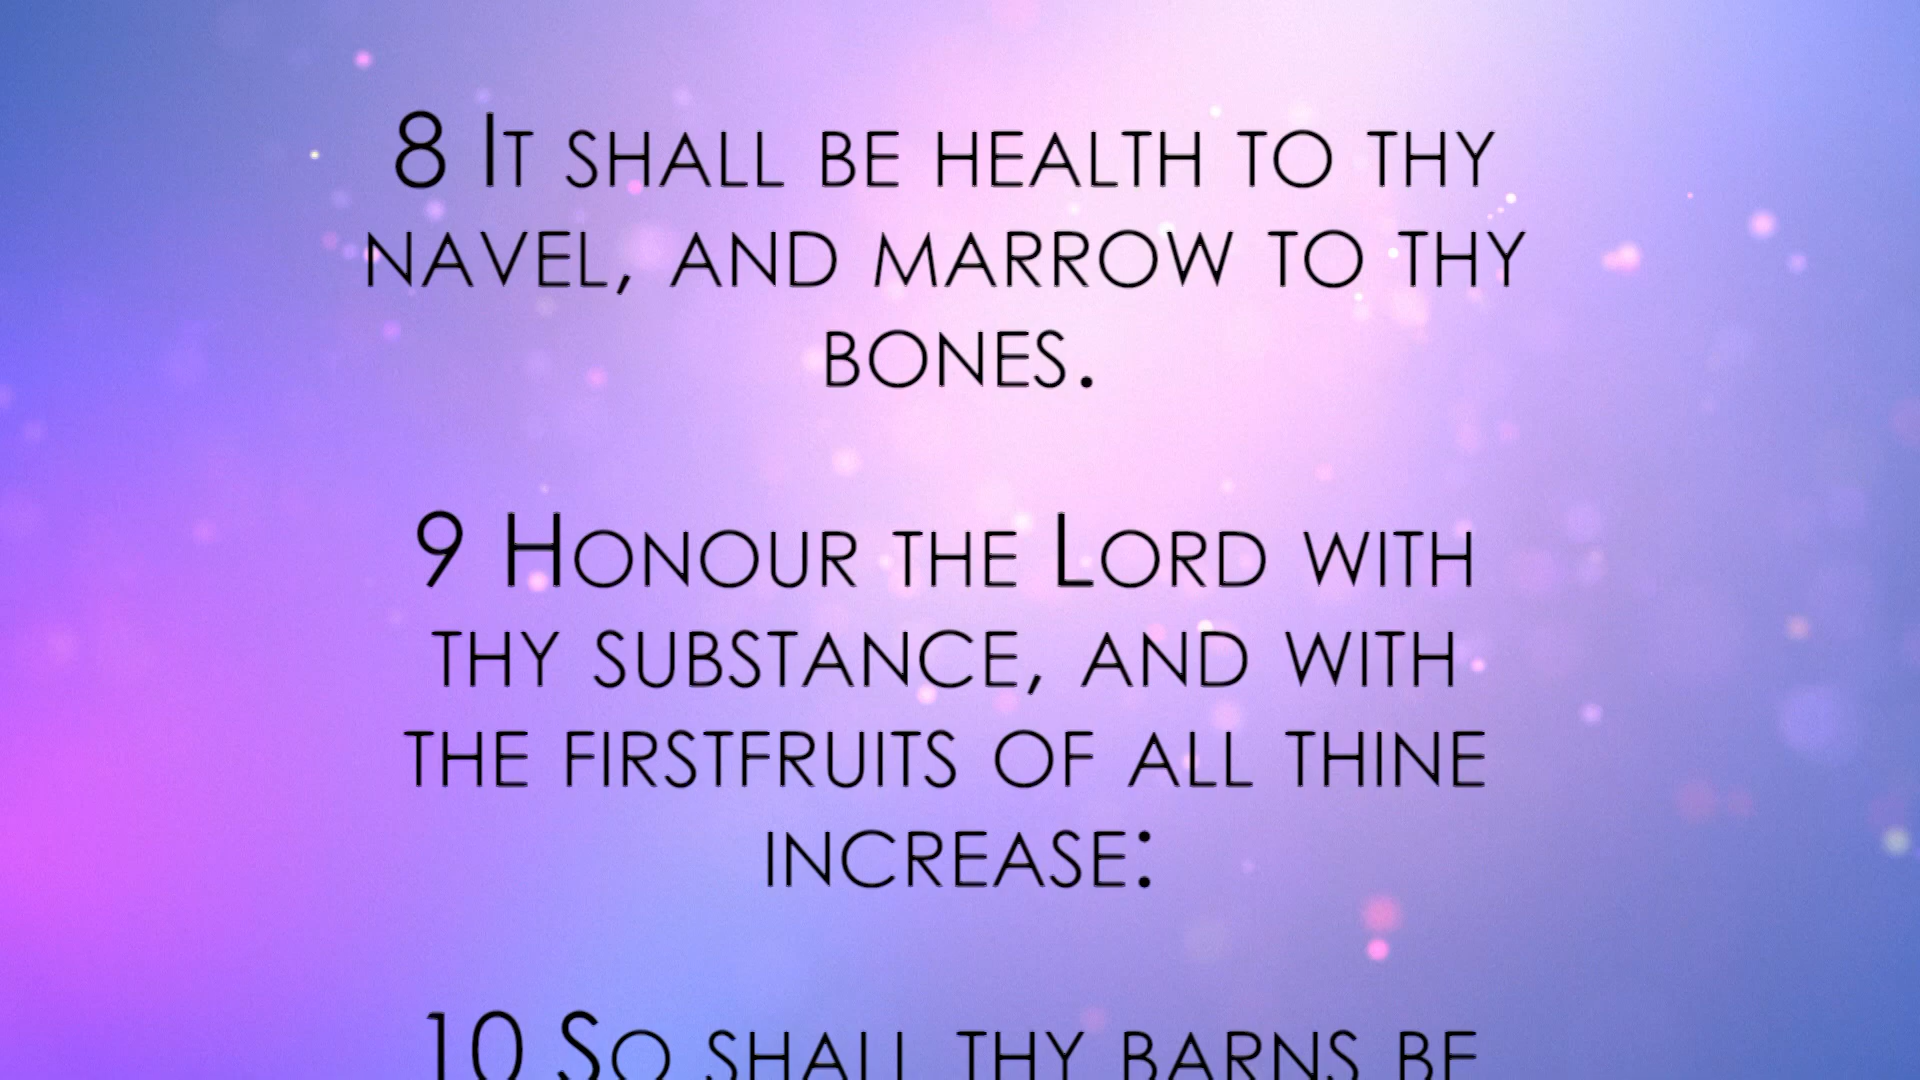 8 It shall be health to thy
navel, and marrow to thy
bones.
9 Honour the Lord with
thy substance, and with
the firstfruits of all thine
increase:
10 So shall thy barns be